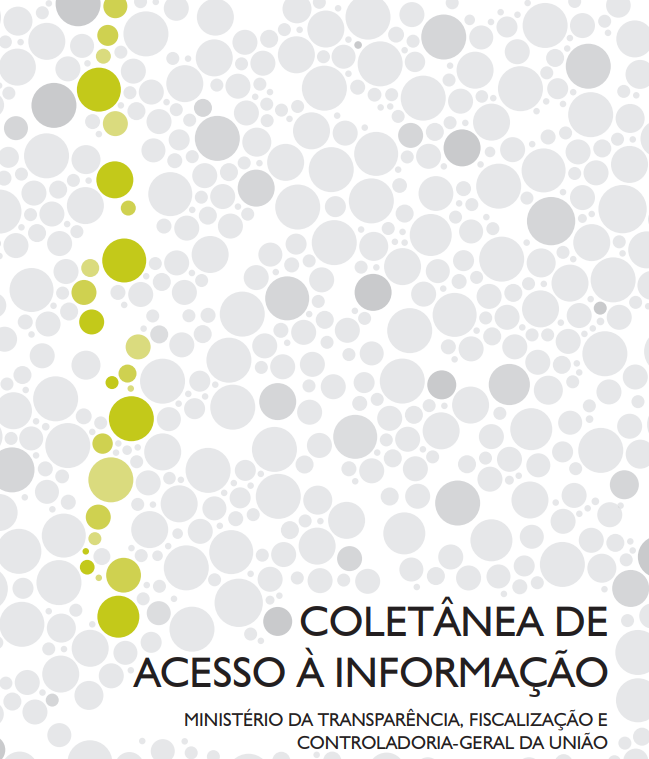 COLETÂNEA DE
ACESSO À INFORMAÇÃO
MINISTÉRIO DA TRANSPARÊNCIA, FISCALIZAÇÃO E
CONTROLADORIA-GERAL DA UNIÃO